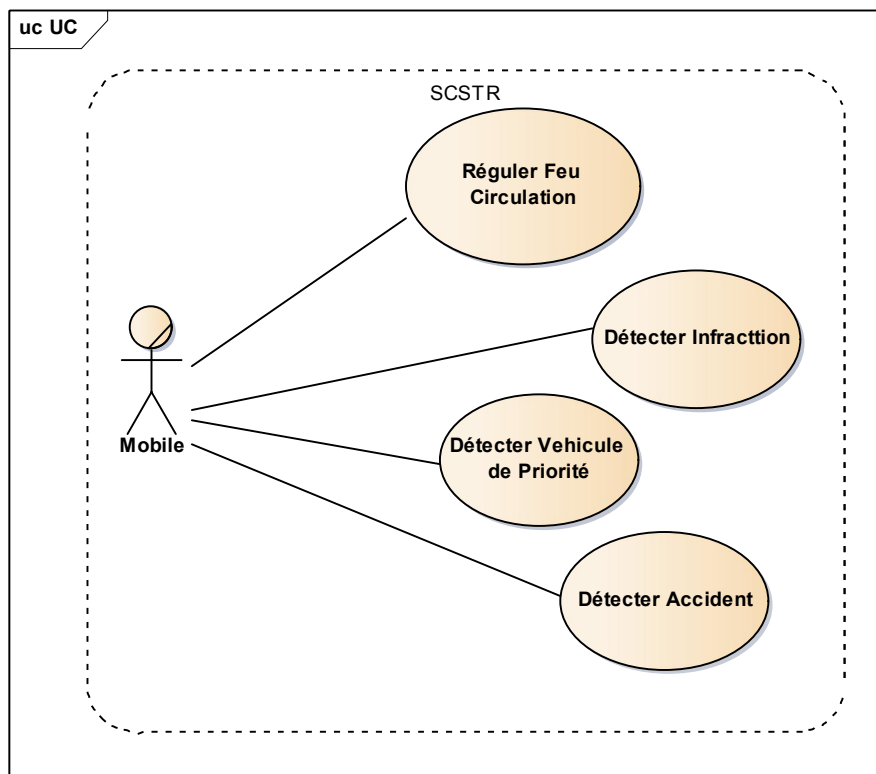 uc UC
SCSTR
Réguler Feu
Circulation
Détecter Infracttion
Détecter Vehicule
de Priorité
Mobile
Détecter Accident